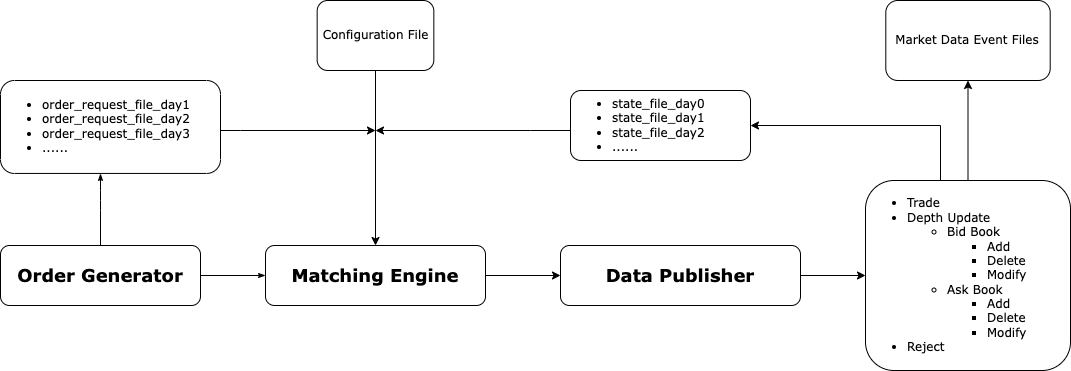 Configuration File
Market Data Event Files
order_request_file_day1
order_request_file_day2
order_request_file_day3
......
state_file_day0
state_file_day1
state_file_day2
......
Order Generator
Matching Engine
Data Publisher
Trade
Depth Update
Bid Book
Add
Delete
Modify
Ask Book
Add
Delete
Modify
Reject